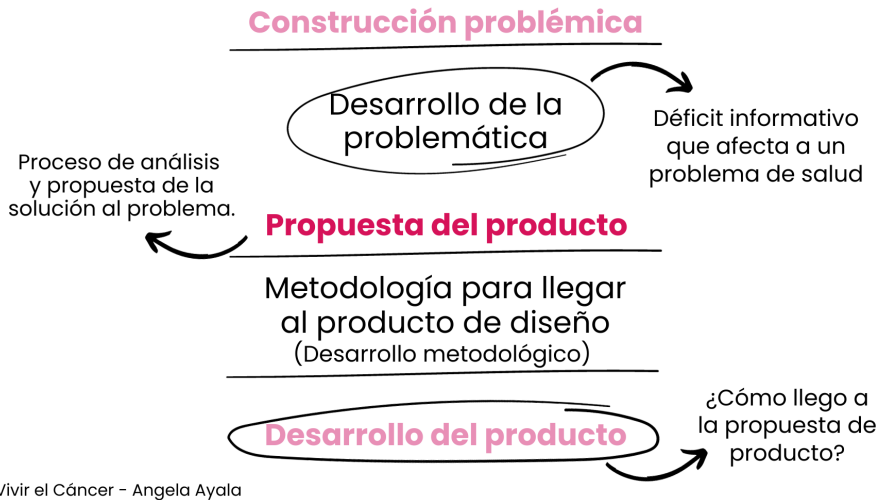 Construcción problémica
Desarrollo de la
problemática
Déficit informativo
que afecta a un
problema de salud
Proceso de análisis
y propuesta de la
solución al problema.
Propuesta del producto
Metodología para llegar
al producto de diseño
(Desarrollo metodológico)
Desarrollo del producto
¿Cómo llego a
la propuesta de
producto?
Vivir el Cáncer - Angela Ayala